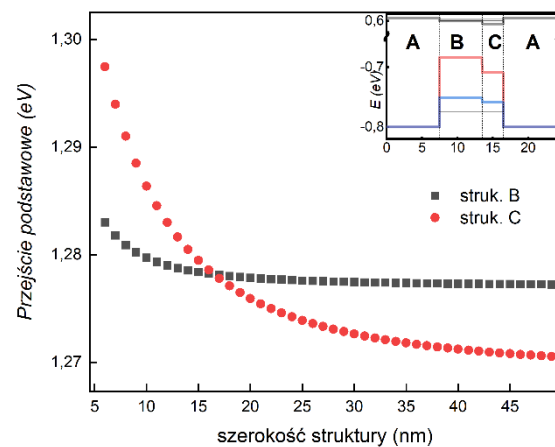 1,30
1,29
1,28
1,27
Przejście podstawowe (eV)
5 10 15 20 25 30 35 40 45
szerokość struktury (nm)
0,6
-0,7
-0,8
E (eV)
A B C A
0 5 10 15 20
struk. B
struk. C